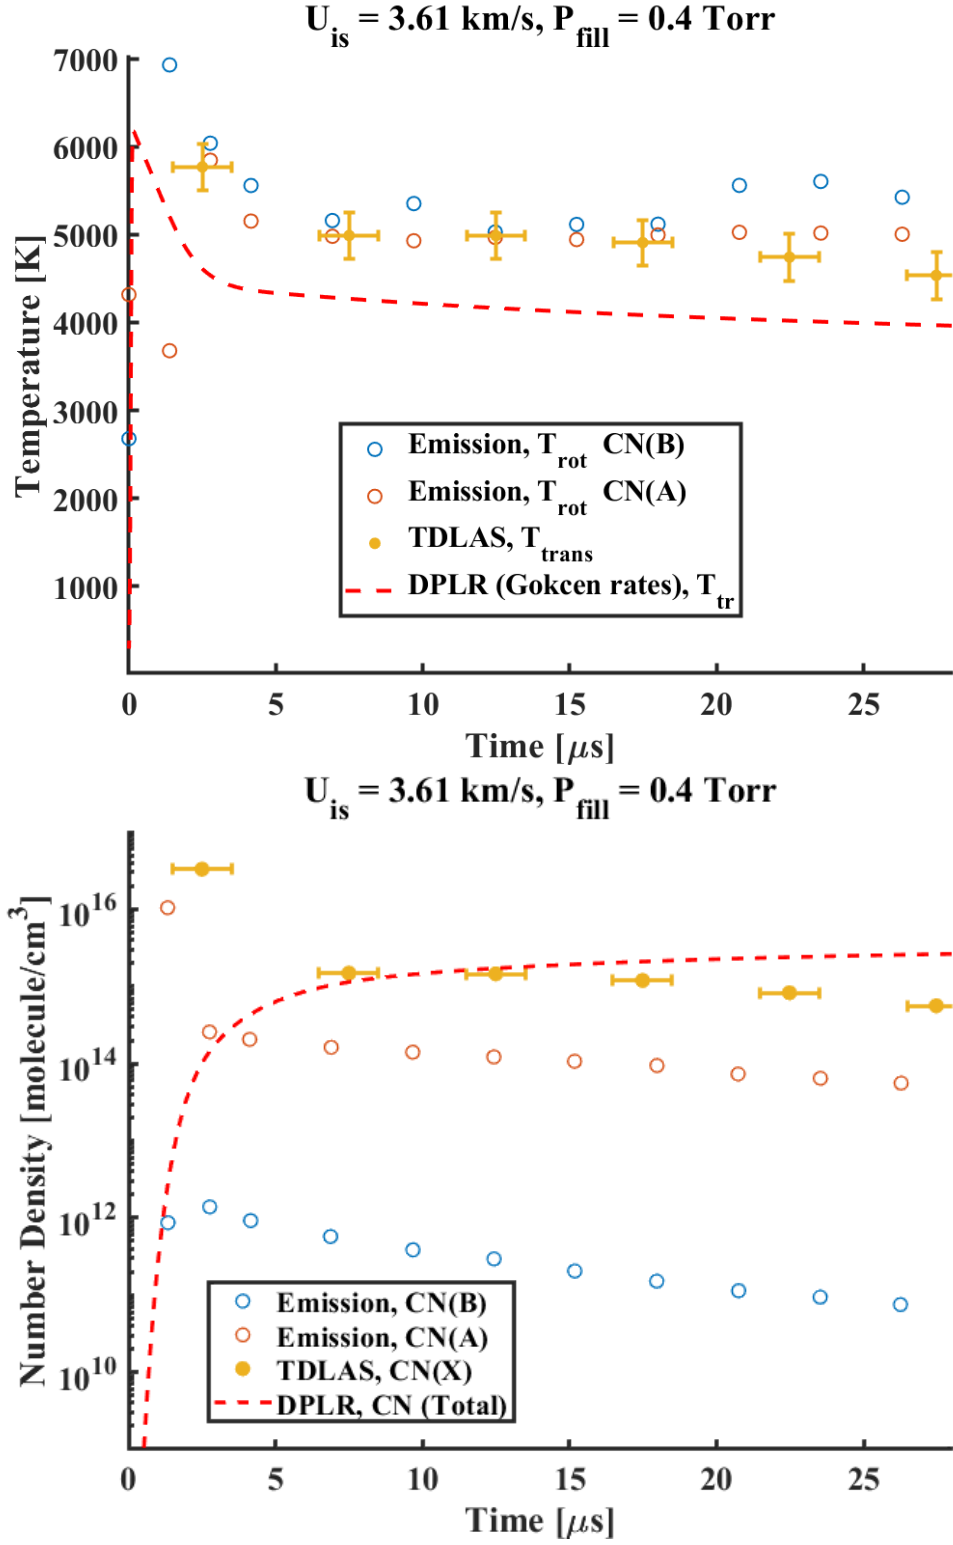 U_is = 3.61 km/s, P_fill = 0.4 Torr
7000
6000
5000
4000
3000
2000
1000
Temperature [K]
Emission, T_rot CN(B)
Emission, T_rot CN(A)
TDLAS, T_trans
DPLR (Gokcen rates), T_tr
0 5 10 15 20 25
Time [μs]
U_is = 3.61 km/s, P_fill = 0.4 Torr
10^16
10^14
10^12
10^10
Number Density [molecule/cm^3]
Emission, CN(B)
Emission, CN(A)
TDLAS, CN(X)
DPLR, CN (Total)
0 5 10 15 20 25
Time [μs]